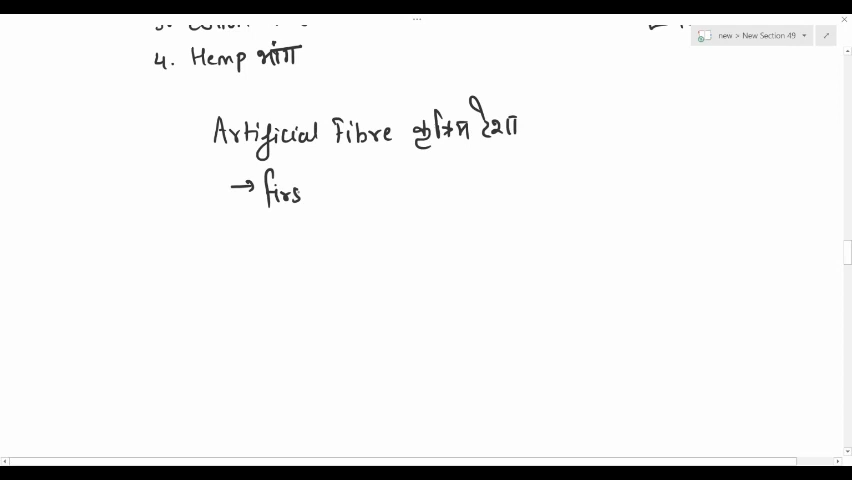 new > New Section 49
4. Hemp भांग
Artificial Fibre कृत्रिम रेशा
→ firs